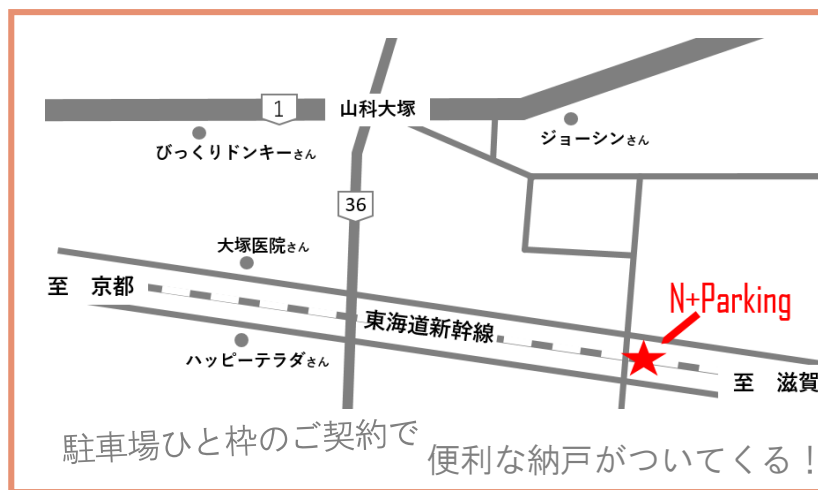 1
山科大塚
ジョーシンさん
びっくりドンキーさん
36
大塚医院さん
至　京都
N+Parking
東海道新幹線
ハッピーテラダさん
至　滋賀
駐車場ひと枠のご契約で
便利な納戸がついてくる！